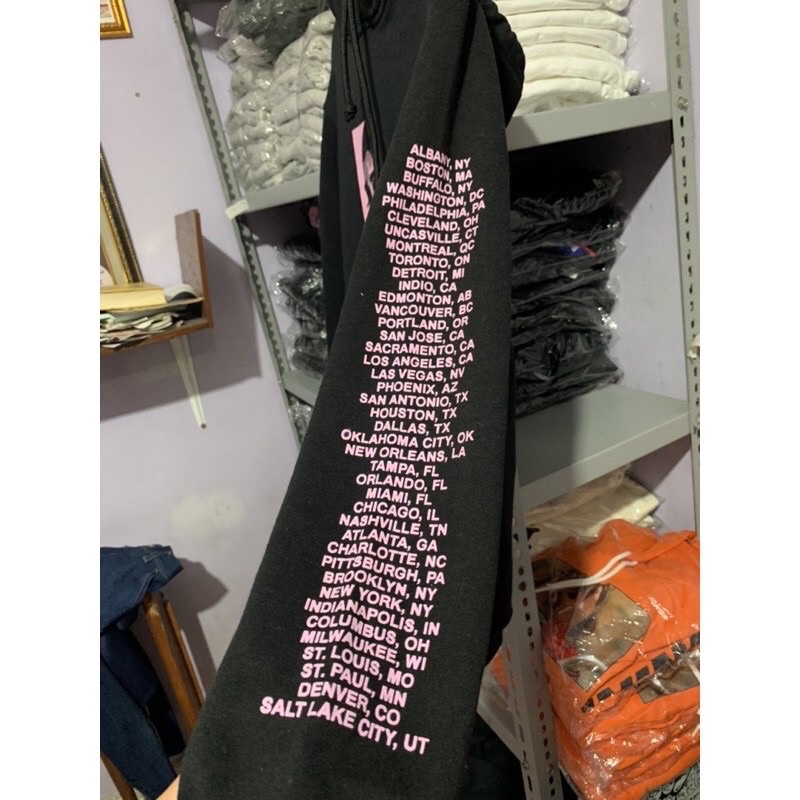 ALBANY, NY
BOSTON, MA
BUFFALO, NY
WASHINGTON, DC
PHILADELPHIA, PA
CLEVELAND, OH
UNCASVILLE, CT
MONTREAL, QC
TORONTO, ON
DETROIT, MI
INDIO, CA
EDMONTON, AB
VANCOUVER, BC
PORTLAND, OR
SAN JOSE, CA
SACRAMENTO, CA
LOS ANGELES, CA
LAS VEGAS, NV
PHOENIX, AZ
SAN ANTONIO, TX
HOUSTON, TX
DALLAS, TX
OKLAHOMA CITY, OK
NEW ORLEANS, LA
TAMPA, FL
ORLANDO, FL
MIAMI, FL
CHICAGO, IL
NASHVILLE, TN
ATLANTA, GA
CHARLOTTE, NC
PITTSBURGH, PA
BROOKLYN, NY
NEW YORK, NY
INDIANAPOLIS, IN
COLUMBUS, OH
MILWAUKEE, WI
ST. LOUIS, MO
ST. PAUL, MN
DENVER, CO
SALT LAKE CITY, UT